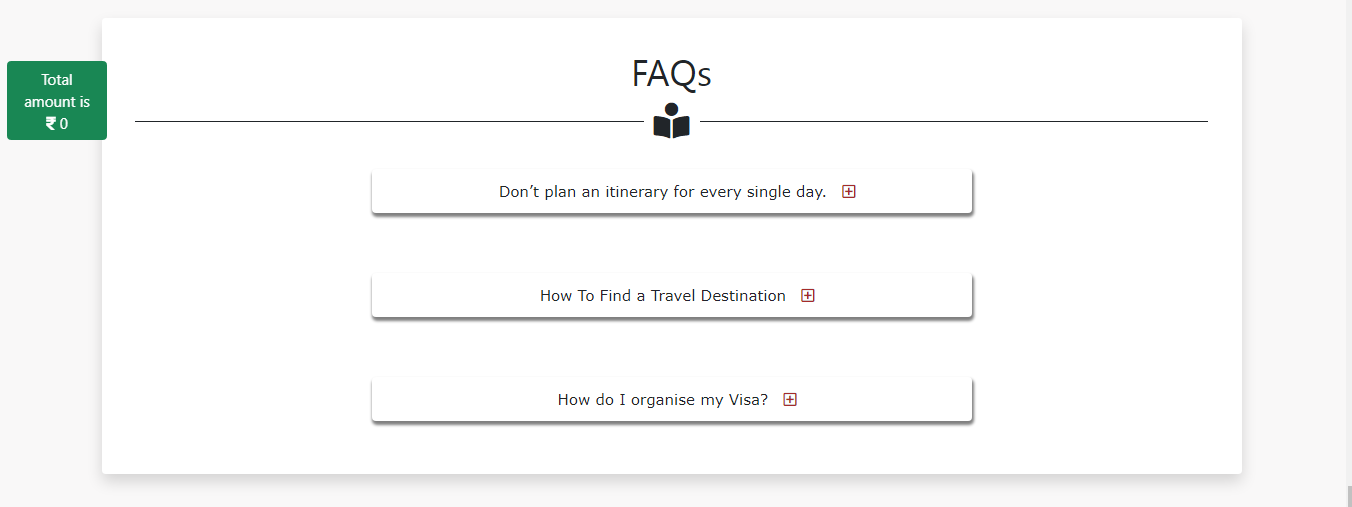 FAQs
Total
amount is
₹ 0
Don’t plan an itinerary for every single day.
How To Find a Travel Destination
How do I organise my Visa?